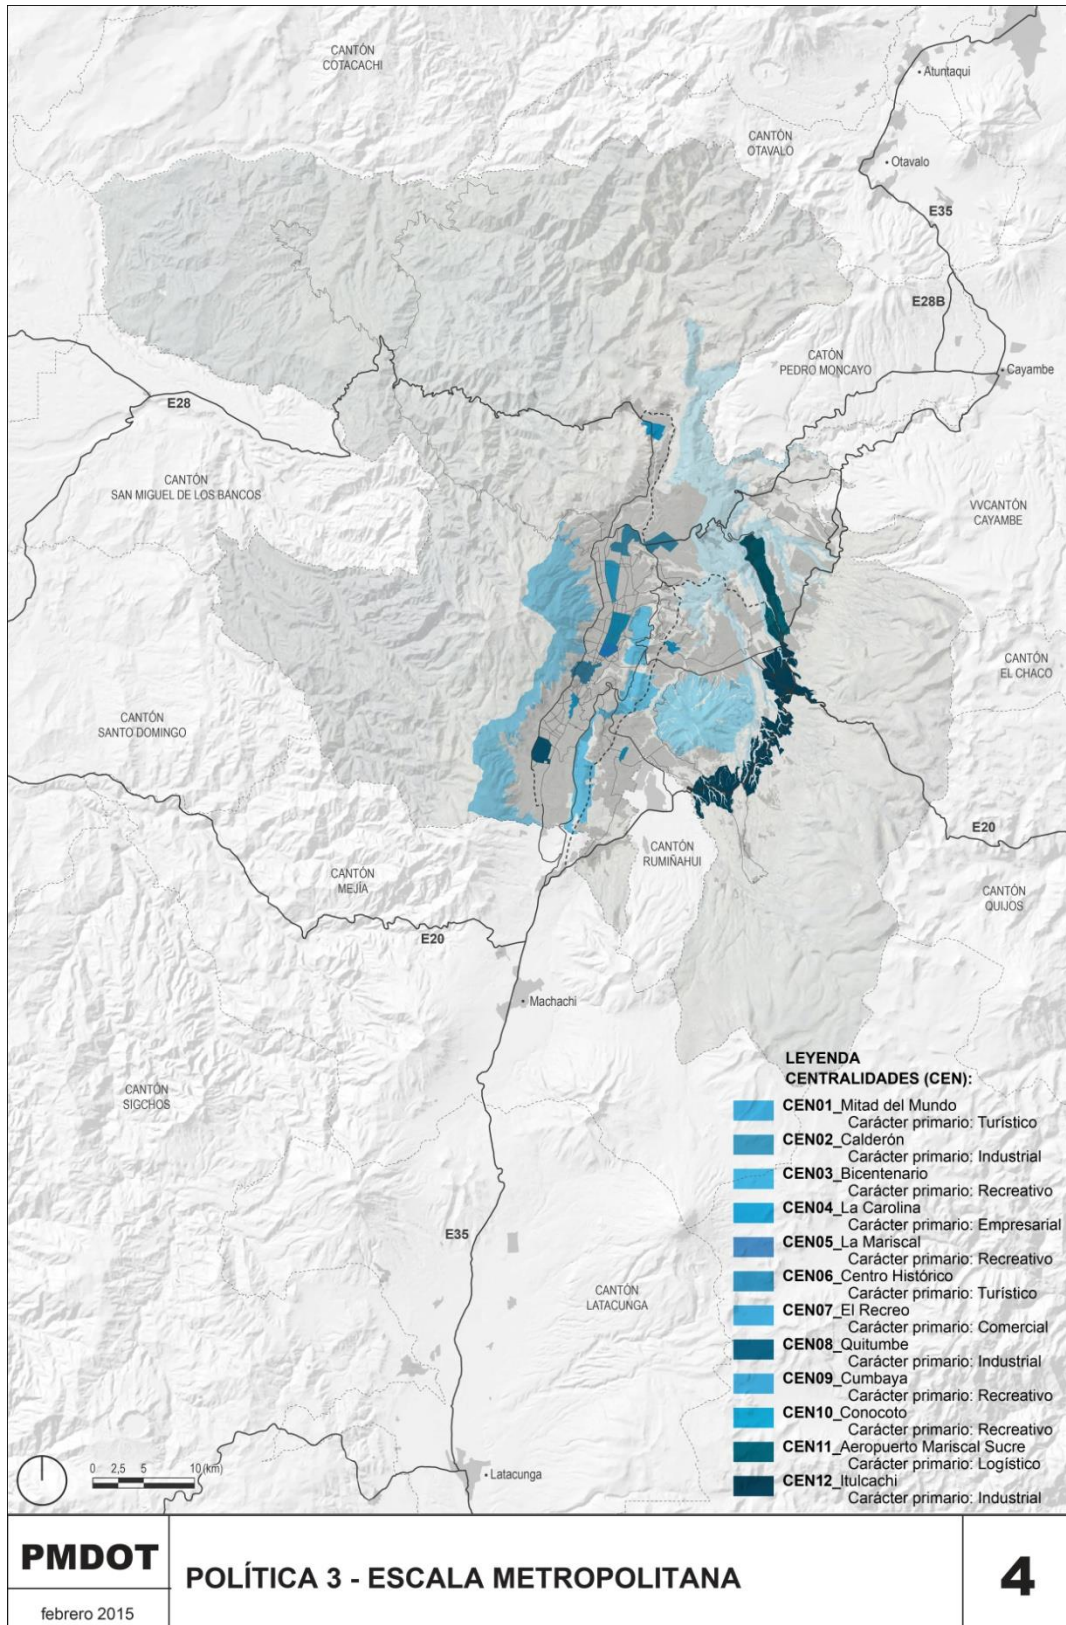 CANTÓN
COTACACHI
Atuntaqui
CANTÓN
OTAVALO
Otavalo
E35
E28B
CATÓN
PEDRO MONCAYO
Cayambe
E28
CANTÓN
SAN MIGUEL DE LOS BANCOS
VVCANTÓN
CAYAMBE
CANTÓN
EL CHACO
CANTÓN
SANTO DOMINGO
E20
CANTÓN
RUMIÑAHUI
CANTÓN
MEJÍA
CANTÓN
QUIJOS
E20
Machachi
CANTÓN
SIGCHOS
E35
CANTÓN
LATACUNGA
Latacunga
0 2,5 5 10 (km)
LEYENDA
CENTRALIDADES (CEN):
CEN01_Mitad del Mundo
Carácter primario: Turístico
CEN02_Calderón
Carácter primario: Industrial
CEN03_Bicentenario
Carácter primario: Recreativo
CEN04_La Carolina
Carácter primario: Empresarial
CEN05_La Mariscal
Carácter primario: Recreativo
CEN06_Centro Histórico
Carácter primario: Turístico
CEN07_El Recreo
Carácter primario: Comercial
CEN08_Quitumbe
Carácter primario: Industrial
CEN09_Cumbaya
Carácter primario: Recreativo
CEN10_Conocoto
Carácter primario: Recreativo
CEN11_Aeropuerto Mariscal Sucre
Carácter primario: Logístico
CEN12_Itulcachi
Carácter primario: Industrial
PMDOT
febrero 2015
POLÍTICA 3 - ESCALA METROPOLITANA
4